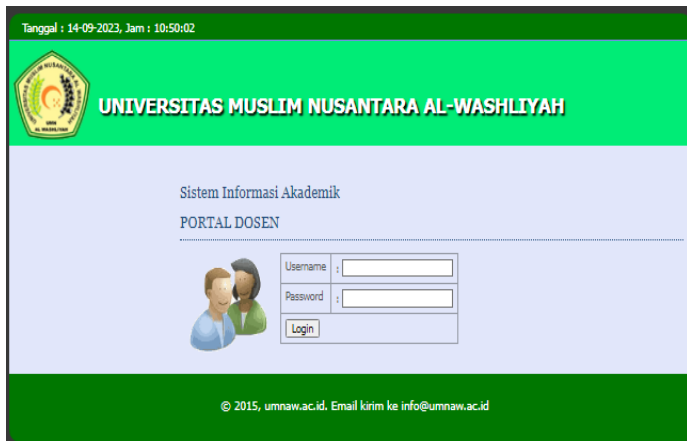 Tanggal : 14-09-2023, Jam : 10:50:02
UNIVERSITAS MUSLIM NUSANTARA AL-WASHLIYAH
Sistem Informasi Akademik
PORTAL DOSEN
Username :
Password :
Login
© 2015, umnaw.ac.id. Email kirim ke info@umnaw.ac.id